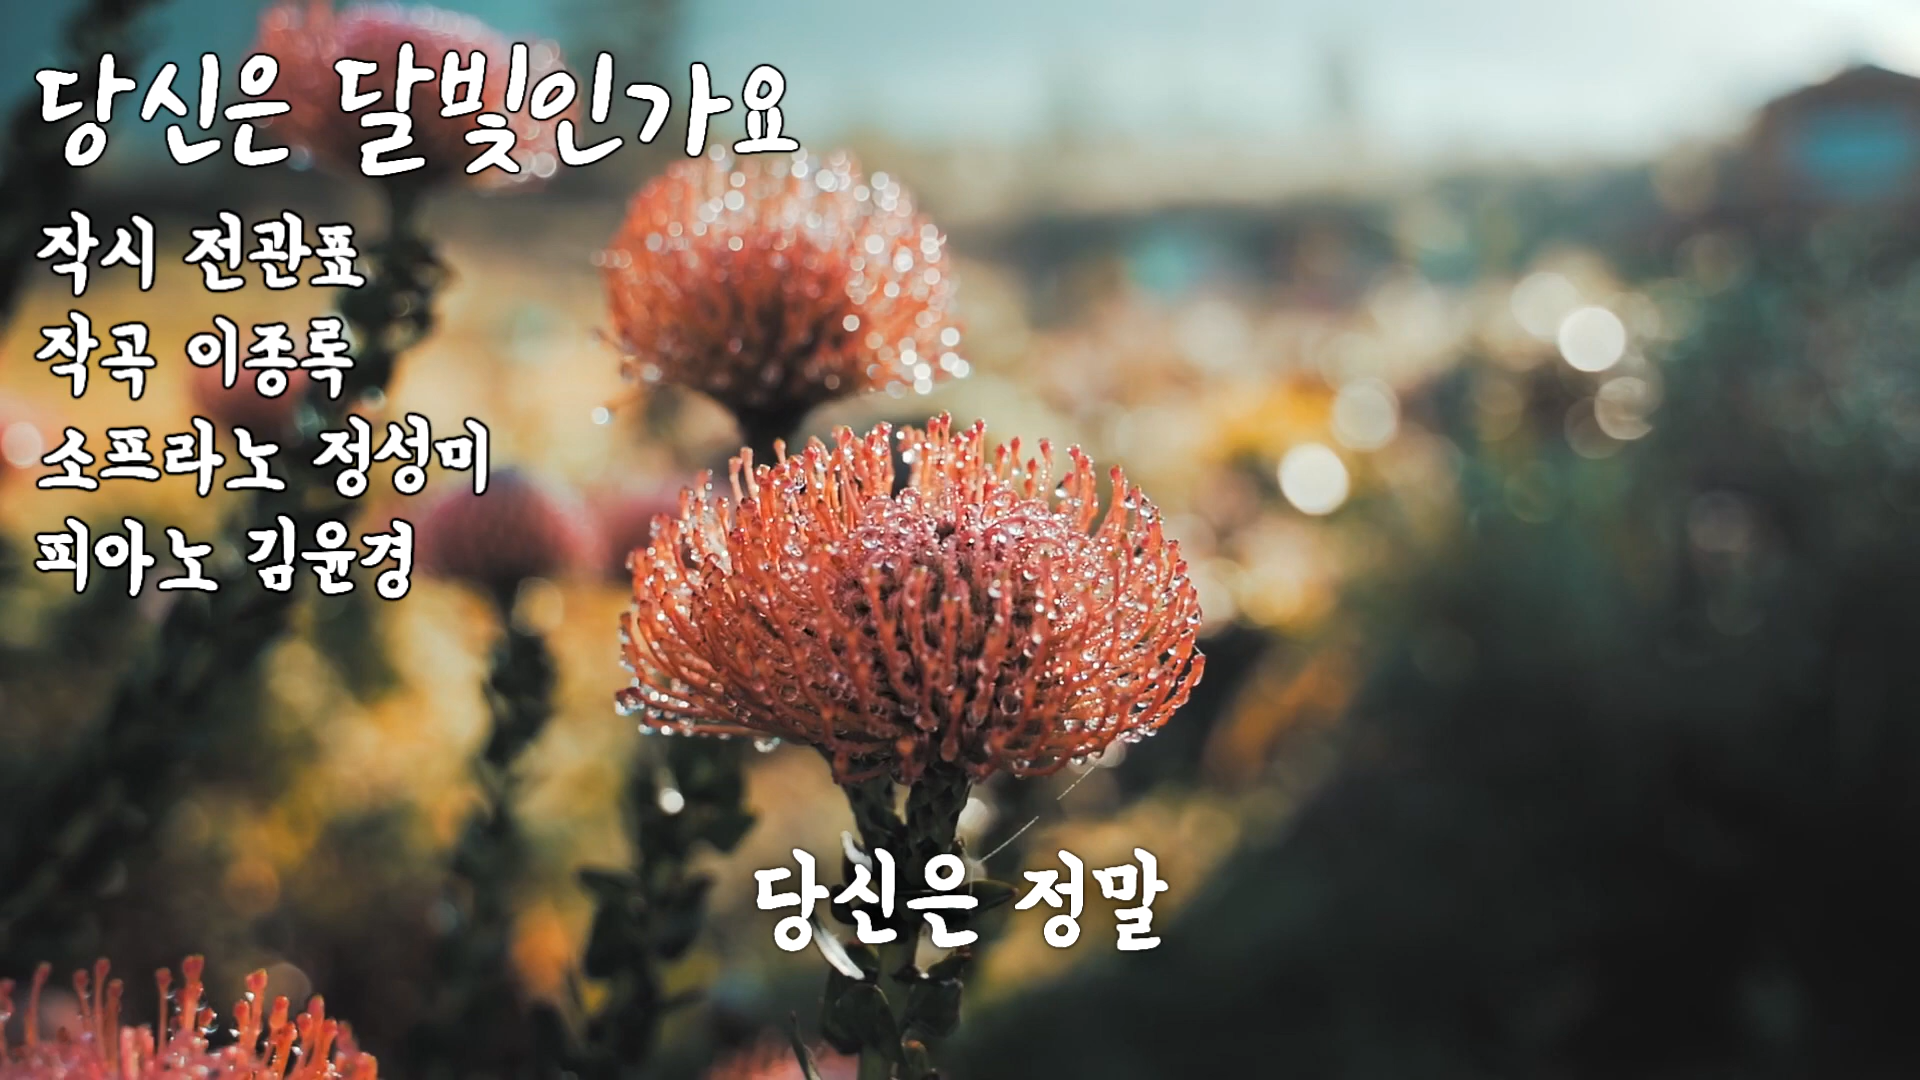 당신은 달빛인가요
작시 전관표
작곡 이종록
소프라노 정성미
피아노 김윤경
당신은 정말